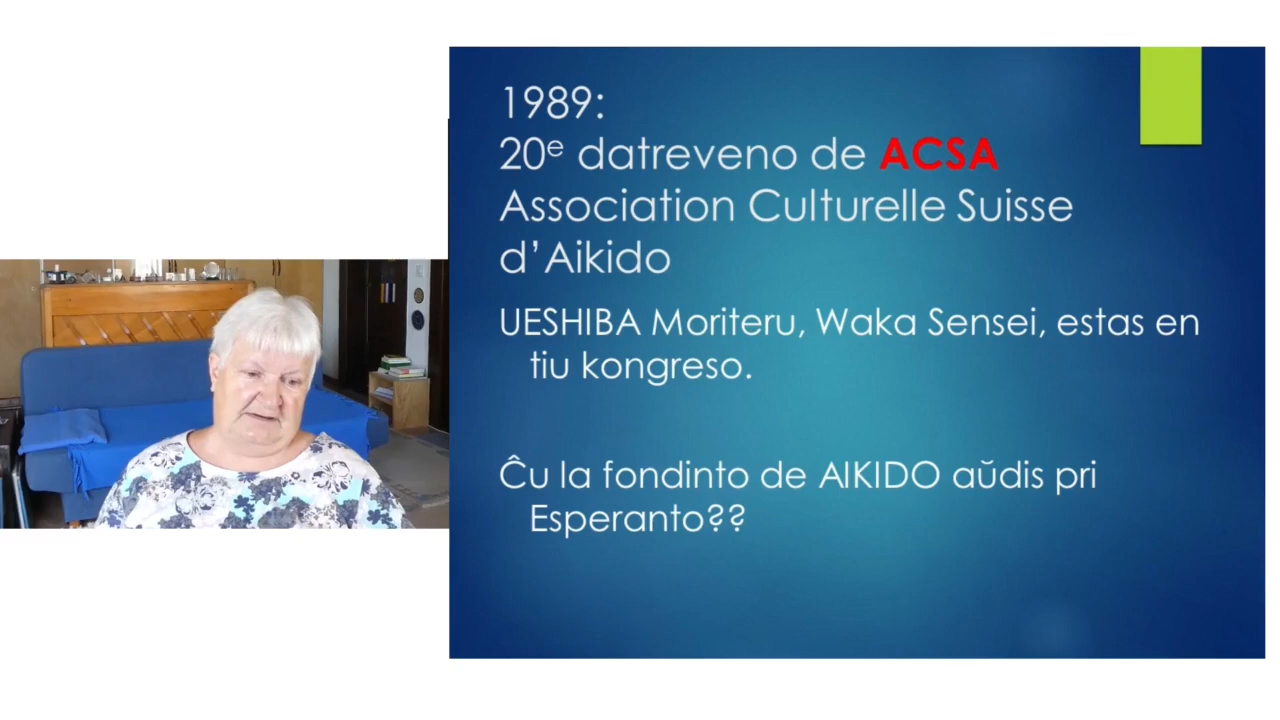 1989:
20e datreveno de ACSA
Association Culturelle Suisse
d’Aikido
UESHIBA Moriteru, Waka Sensei, estas en
tiu kongreso.
Ĉu la fondinto de AIKIDO aŭdis pri
Esperanto??